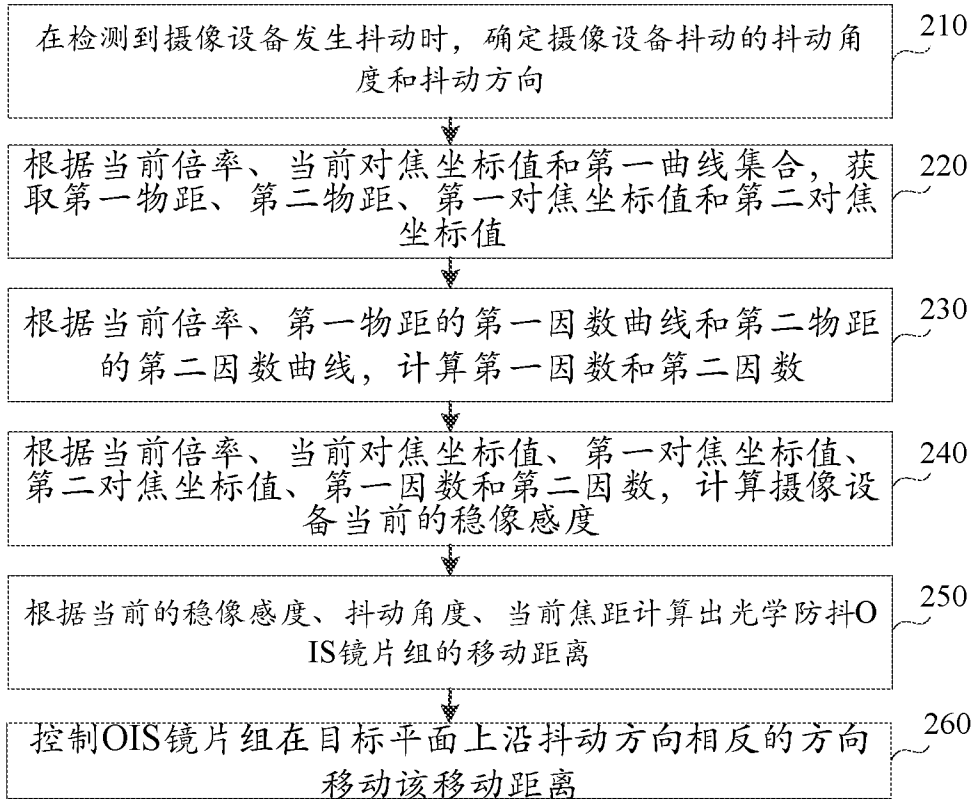 在检测到摄像设备发生抖动时，确定摄像设备抖动的抖动角
度和抖动方向
210
根据当前倍率、当前对焦坐标值和第一曲线集合，获
取第一物距、第二物距、第一对焦坐标值和第二对焦
坐标值
220
根据当前倍率、第一物距的第一因数曲线和第二物距
的第二因数曲线，计算第一因数和第二因数
230
根据当前倍率、当前对焦坐标值、第一对焦坐标值、
第二对焦坐标值、第一因数和第二因数，计算摄像设
备当前的稳像感度
240
根据当前的稳像感度、抖动角度、当前焦距计算出光学防抖O
IS镜片组的移动距离
250
控制OIS镜片组在目标平面上沿抖动方向相反的方向
移动该移动距离
260